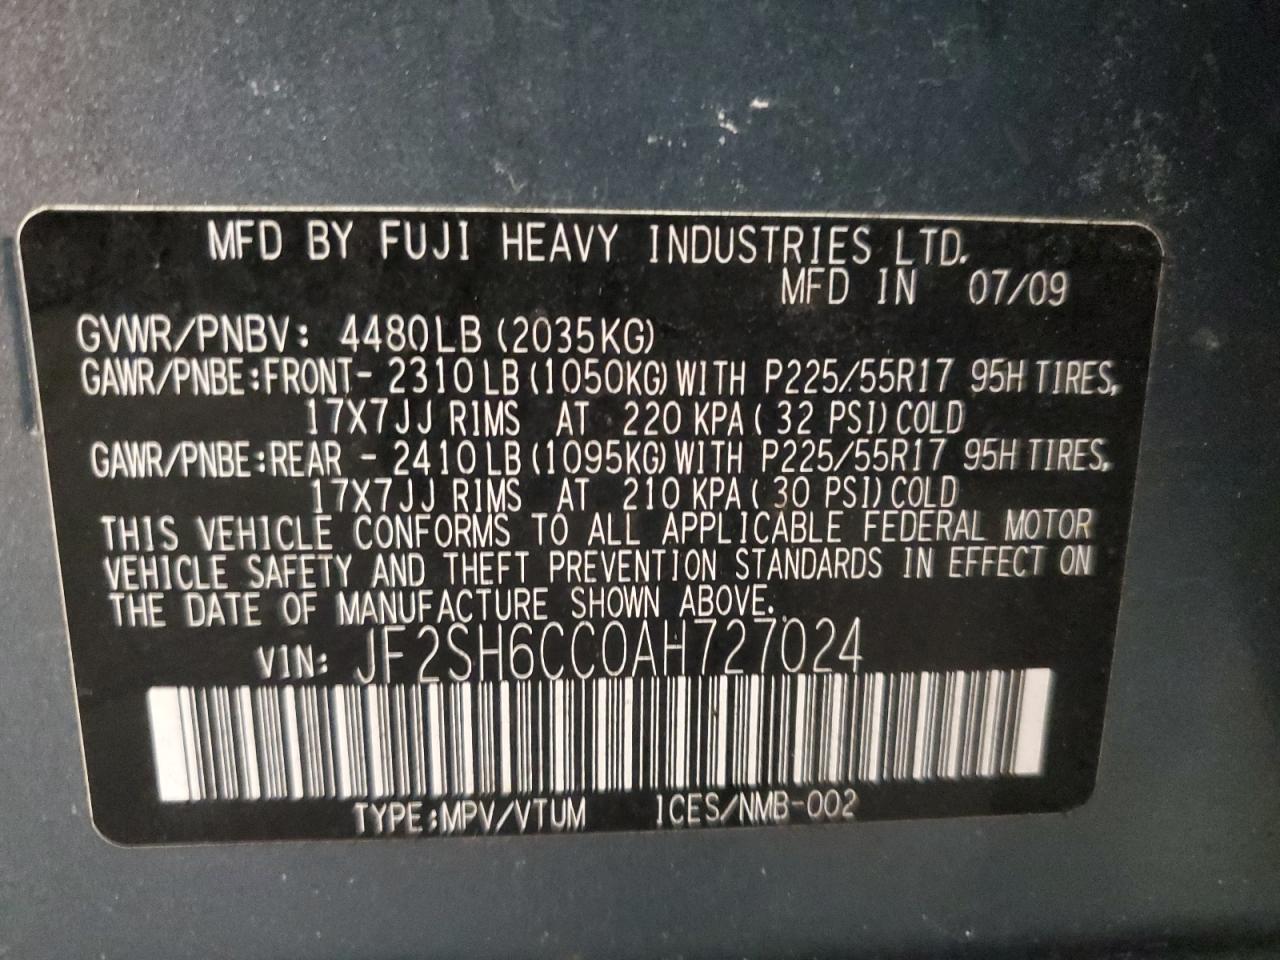 MFD BY FUJI HEAVY INDUSTRIES LTD.
MFD IN 07/09
GVWR/PNBV: 4480LB (2035KG)
GAWR/PNBE:FRONT- 2310LB(1050KG)WITH P225/55R17 95H TIRES,
17X7JJ RIMS AT 220 KPA( 32 PSI)COLD
GAWR/PNBE:REAR - 2410LB(1095KG)WITH P225/55R17 95H TIRES,
17X7JJ RIMS AT 210 KPA( 30 PSI)COLD
THIS VEHICLE CONFORMS TO ALL APPLICABLE FEDERAL MOTOR
VEHICLE SAFETY AND THEFT PREVENTION STANDARDS IN EFFECT ON
THE DATE OF MANUFACTURE SHOWN ABOVE.
VIN: JF2SH6CC0AH727024
TYPE:MPV/VTUM ICES/NMB-002